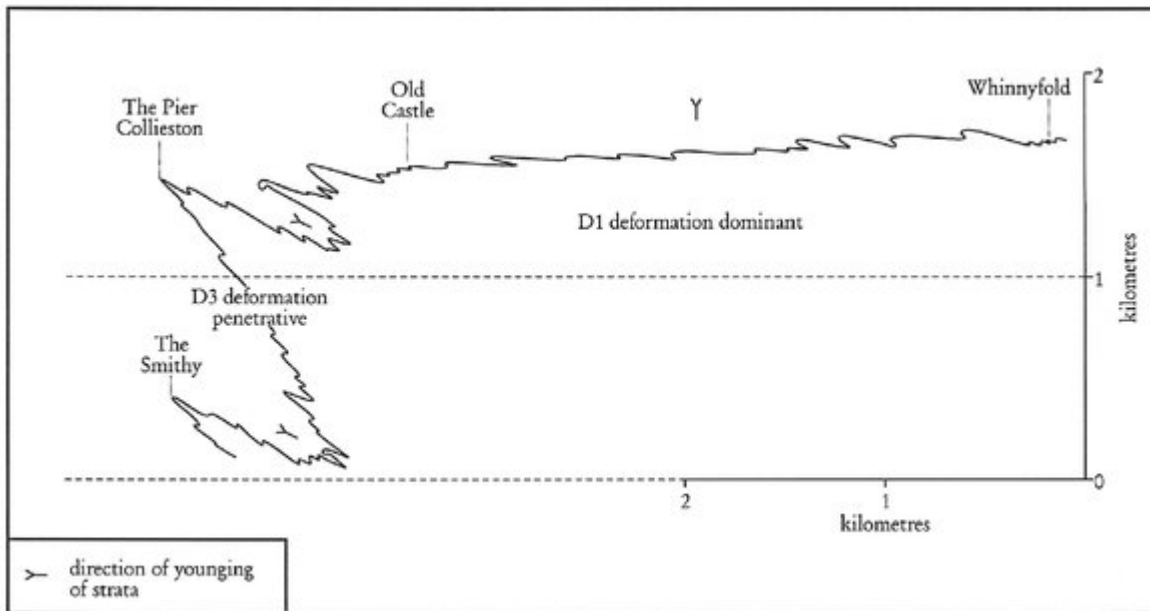 The Pier
Collieston
Old
Castle
Whinnyfold
2
D1 deformation dominant
1
kilometres
D3 deformation
penetrative
The
Smithy
0
2
1
kilometres
direction of younging
of strata